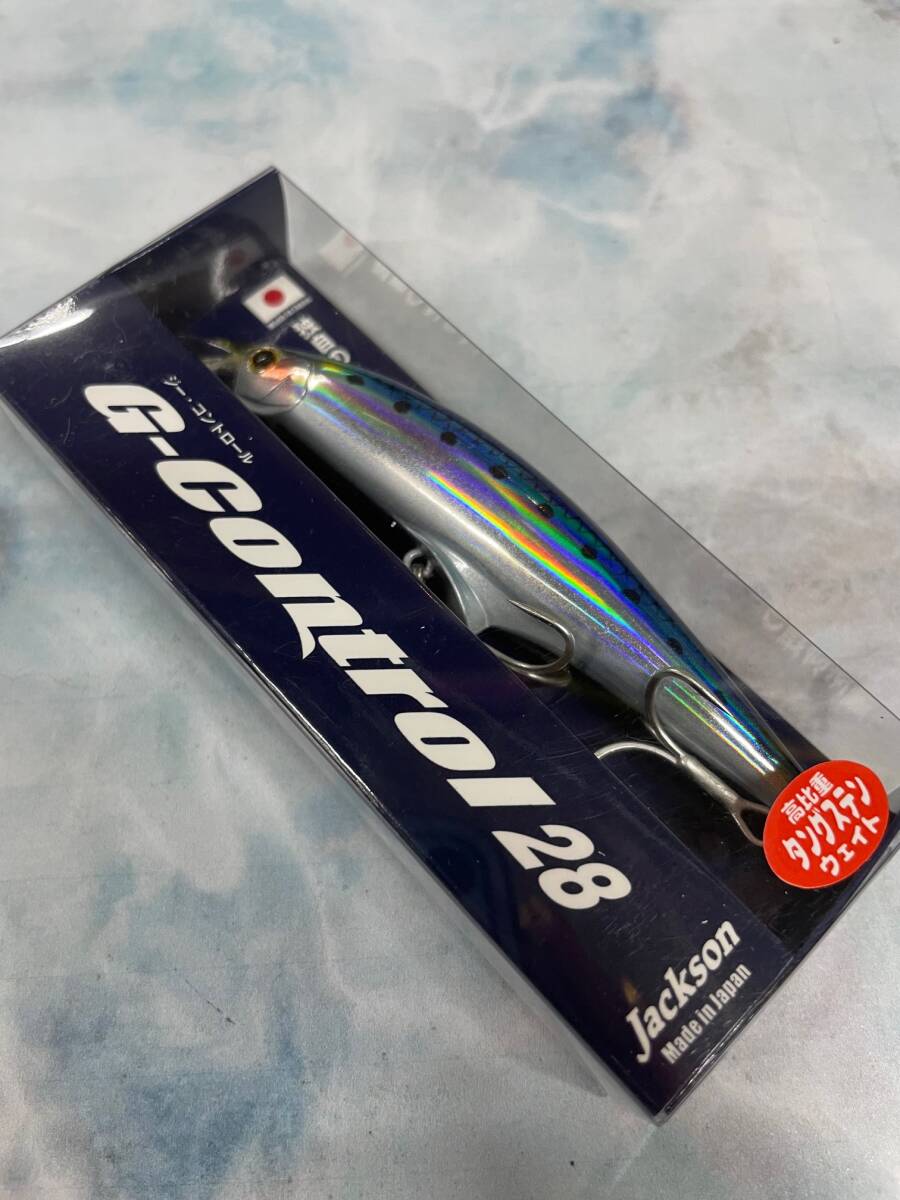 ジー・コントロール
G-Control 28
Jackson
Made in Japan
高比重
タングステン
ウェイト